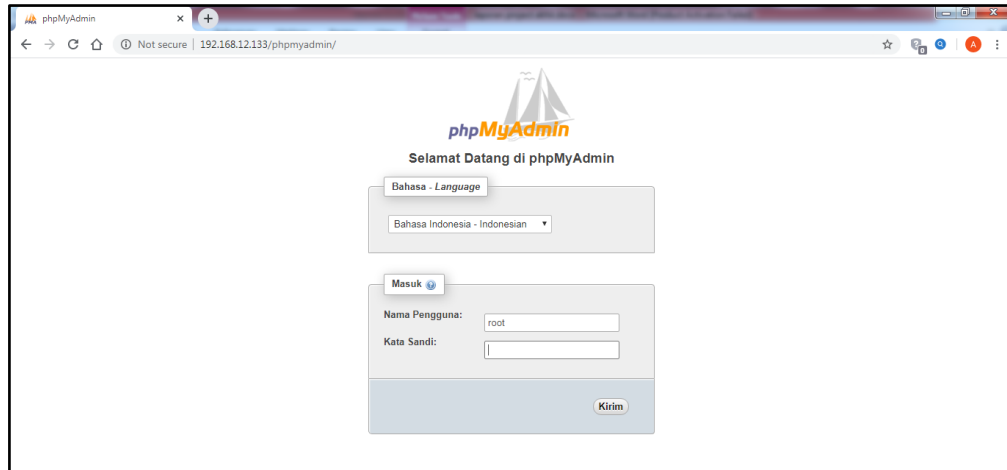 phpMyAdmin
Not secure | 192.168.12.133/phpmyadmin/
0
A
phpMyAdmin
Selamat Datang di phpMyAdmin
Bahasa - Language
Bahasa Indonesia - Indonesian
Masuk
Nama Pengguna:
root
Kata Sandi:
Kirim